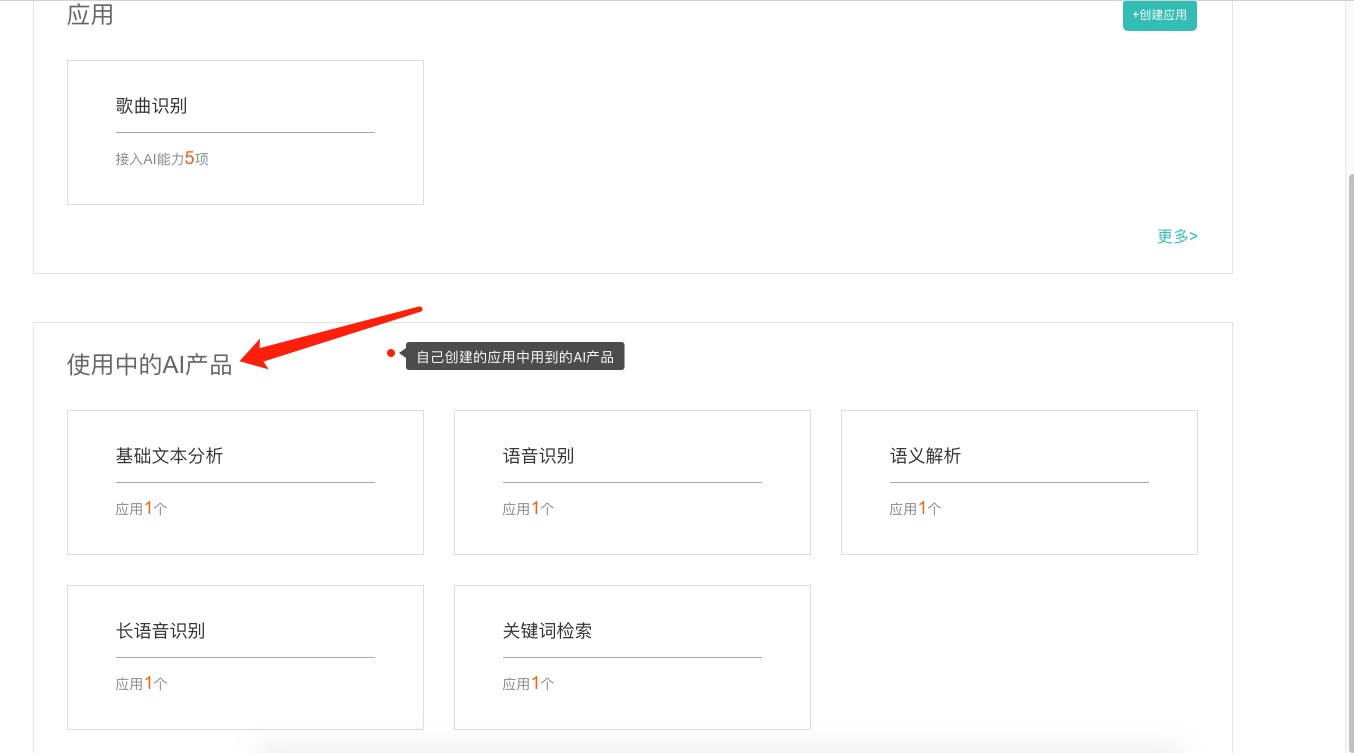 应用
+创建应用
歌曲识别
接入AI能力5项
更多>
使用中的AI产品
自己创建的应用中用到的AI产品
基础文本分析
应用1个
语音识别
应用1个
语义解析
应用1个
长语音识别
应用1个
关键词检索
应用1个